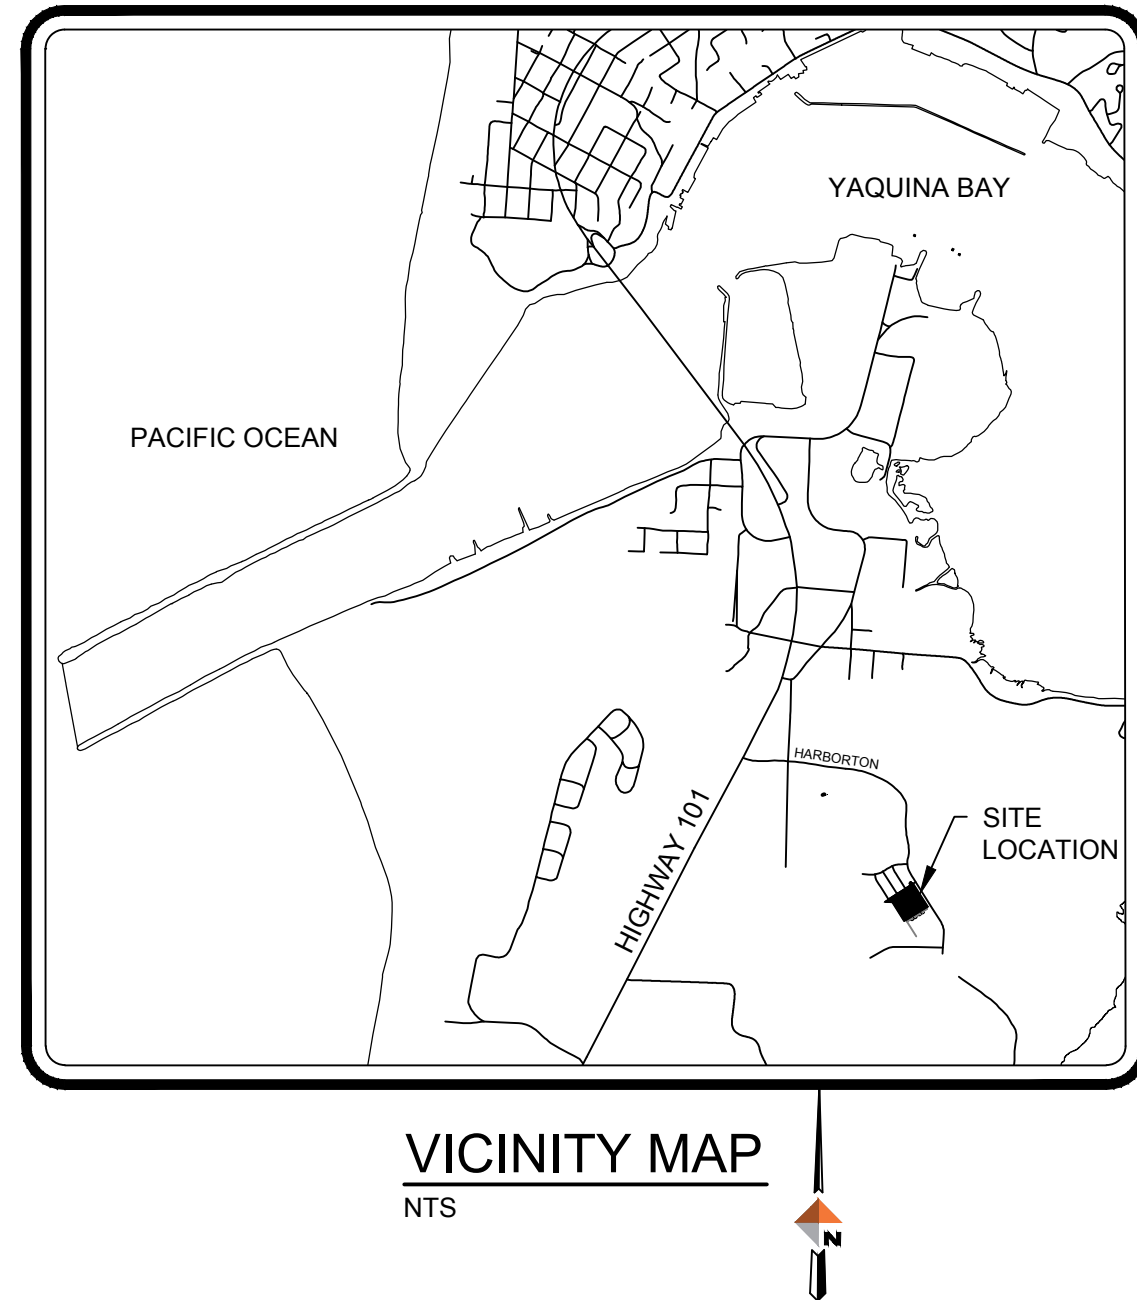 YAQUINA BAY
PACIFIC OCEAN
HARBORTON
HIGHWAY 101
SITE
LOCATION
VICINITY MAP
NTS
N